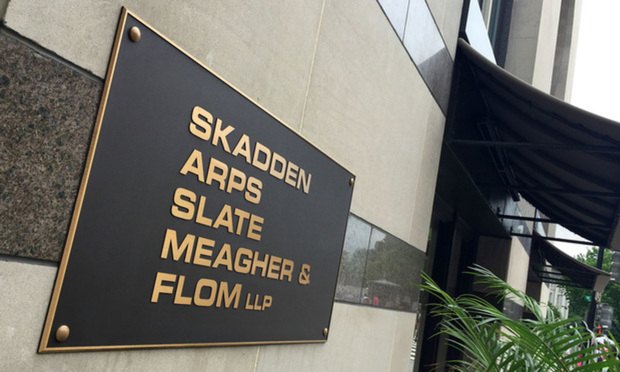 SKADDEN
ARPS
SLATE
MEAGHER &
FLOM LLP